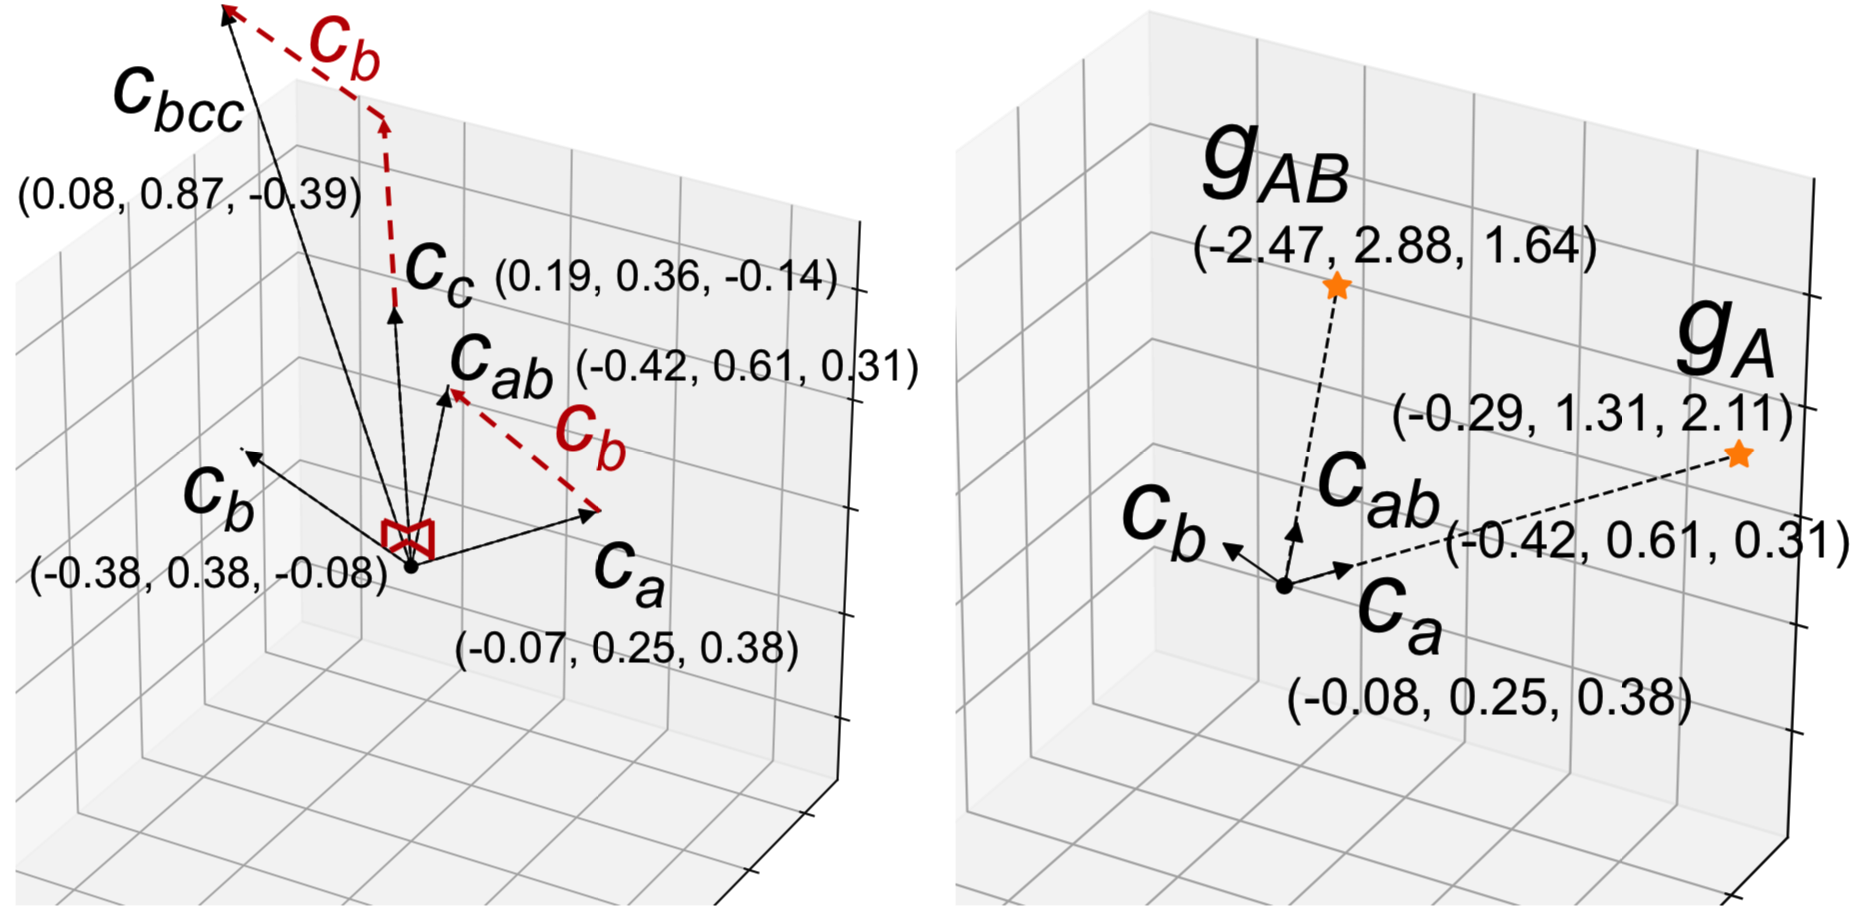 c_b
c_bcc
(0.08, 0.87, -0.39)
c_c (0.19, 0.36, -0.14)
c_ab (-0.42, 0.61, 0.31)
c_b
c_b
(-0.38, 0.38, -0.08)
c_a
(-0.07, 0.25, 0.38)
g_AB
(-2.47, 2.88, 1.64)
g_A
(-0.29, 1.31, 2.11)
c_ab
(-0.42, 0.61, 0.31)
c_b
c_a
(-0.08, 0.25, 0.38)